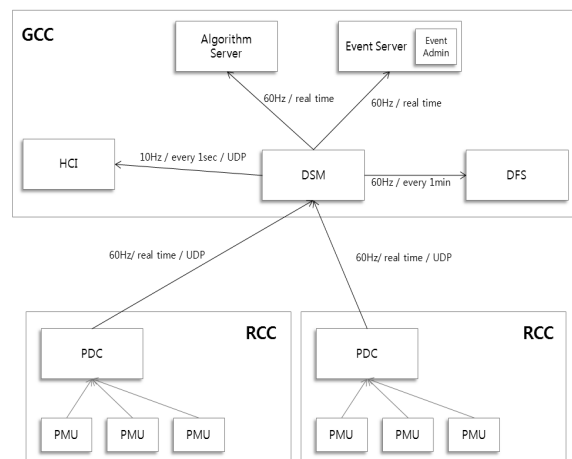 GCC
Algorithm
Server
Event Server
Event
Admin
60Hz / real time
60Hz / real time
HCI
10Hz / every 1sec / UDP
DSM
60Hz / every 1min
DFS
60Hz/ real time / UDP
60Hz/ real time / UDP
RCC
PDC
PMU
PMU
PMU
RCC
PDC
PMU
PMU
PMU